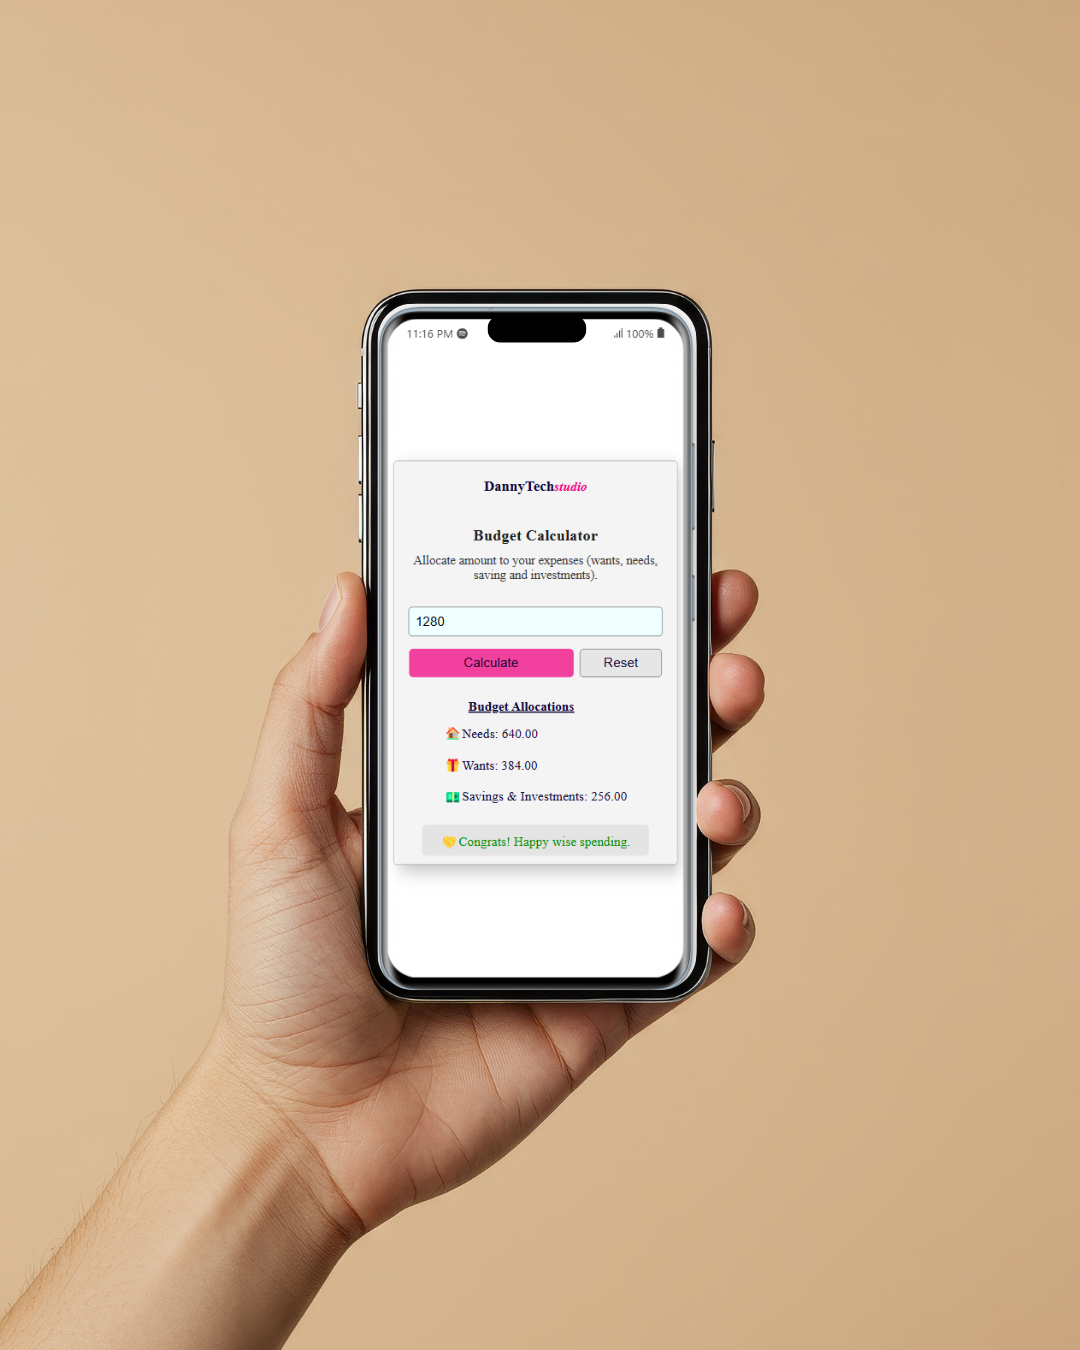 11:16 PM 100%
DannyTechstudio
Budget Calculator
Allocate amount to your expenses (wants, needs,
saving and investments).
1280
Calculate Reset
Budget Allocations
🏠 Needs: 640.00
🎁 Wants: 384.00
💵 Savings & Investments: 256.00
🤝 Congrats! Happy wise spending.